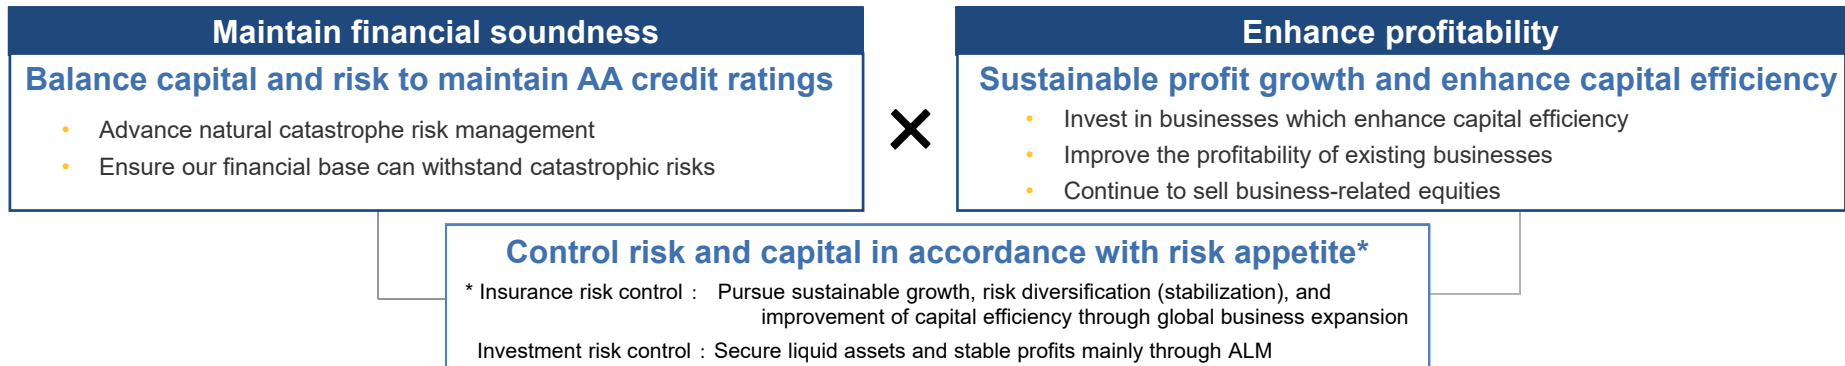 Maintain financial soundness
Balance capital and risk to maintain AA credit ratings
• Advance natural catastrophe risk management
• Ensure our financial base can withstand catastrophic risks
×
Enhance profitability
Sustainable profit growth and enhance capital efficiency
• Invest in businesses which enhance capital efficiency
• Improve the profitability of existing businesses
• Continue to sell business-related equities
Control risk and capital in accordance with risk appetite*
* Insurance risk control : Pursue sustainable growth, risk diversification (stabilization), and
improvement of capital efficiency through global business expansion
Investment risk control : Secure liquid assets and stable profits mainly through ALM